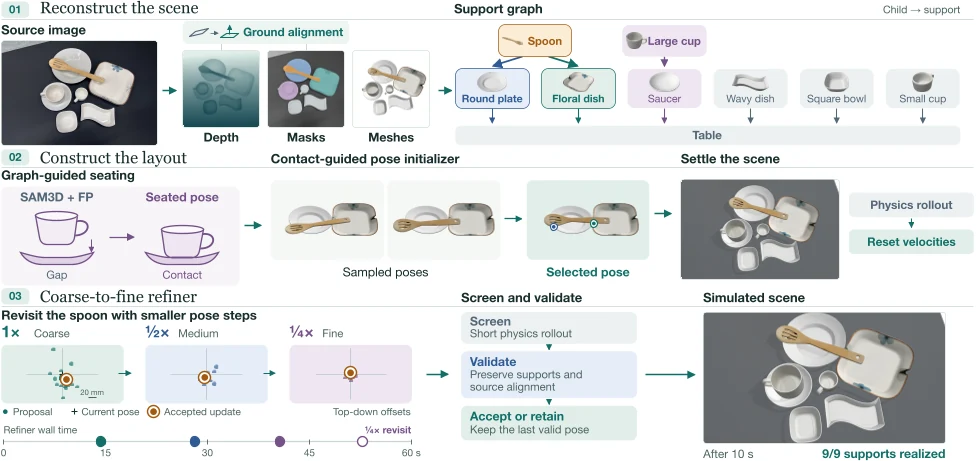 01 Reconstruct the scene
Support graph
Child → support
Source image
Ground alignment
Depth
Masks
Meshes
Spoon
Large cup
Round plate
Floral dish
Saucer
Wavy dish
Square bowl
Small cup
Table
02 Construct the layout
Contact-guided pose initializer
Settle the scene
Graph-guided seating
SAM3D + FP
Seated pose
Gap
Contact
Sampled poses
Selected pose
Physics rollout
Reset velocities
03 Coarse-to-fine refiner
Screen and validate
Simulated scene
Revisit the spoon with smaller pose steps
1× Coarse
½× Medium
¼× Fine
20 mm
Proposal
Current pose
Accepted update
Top-down offsets
Refiner wall time
¼× revisit
0 15 30 45 60 s
Screen
Short physics rollout
Validate
Preserve supports and
source alignment
Accept or retain
Keep the last valid pose
After 10 s
9/9 supports realized